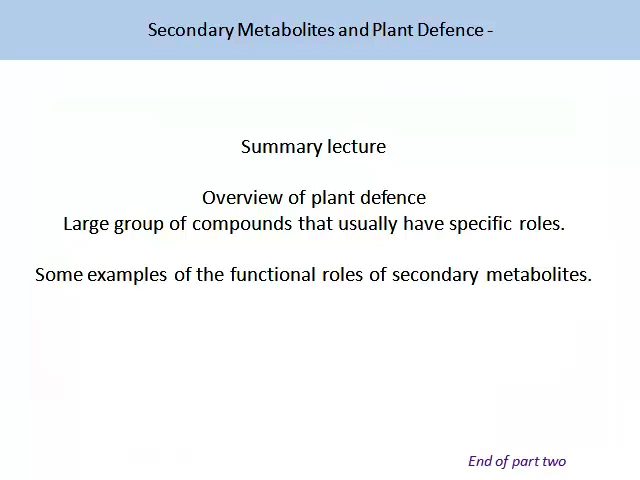 Secondary Metabolites and Plant Defence -
Summary lecture
Overview of plant defence
Large group of compounds that usually have specific roles.
Some examples of the functional roles of secondary metabolites.
End of part two